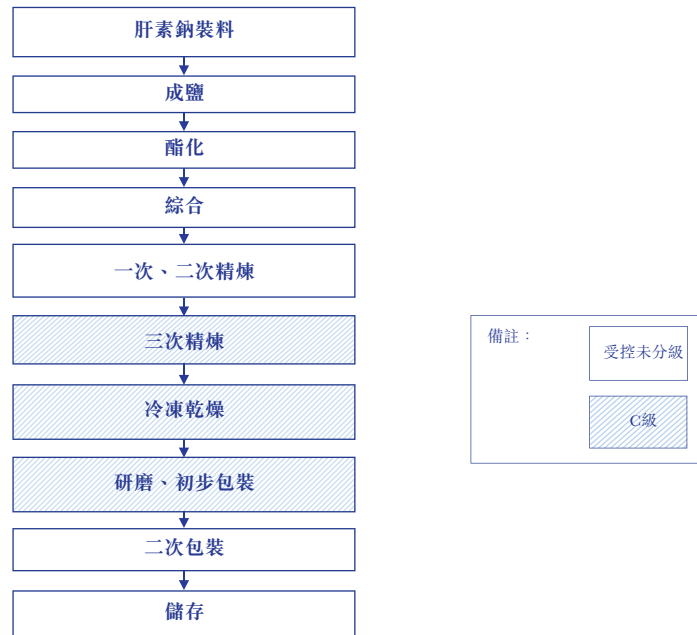 肝素鈉裝料
成鹽
酯化
綜合
一次、二次精煉
三次精煉
冷凍乾燥
研磨、初步包裝
二次包裝
儲存
備註：
受控未分級
C級